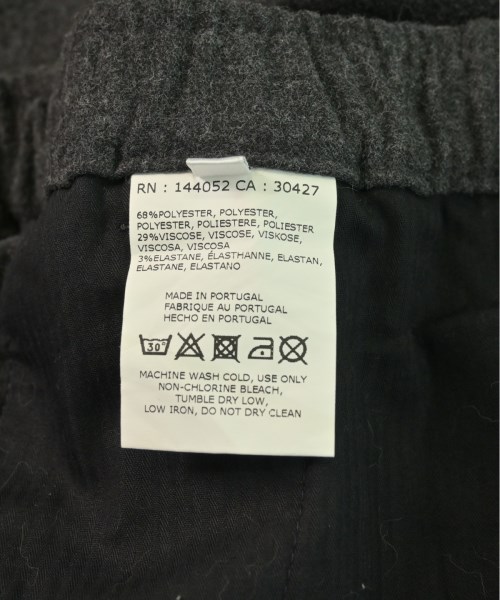 RN : 144052 CA : 30427
68%POLYESTER, POLYESTER,
POLYESTER, POLIESTERE, POLIESTER
29%VISCOSE, VISCOSE, VISKOSE,
VISCOSA, VISCOSA
3%ELASTANE, ÉLASTHANNE, ELASTAN,
ELASTANE, ELASTANO
MADE IN PORTUGAL
FABRIQUE AU PORTUGAL
HECHO EN PORTUGAL
30°
MACHINE WASH COLD, USE ONLY
NON-CHLORINE BLEACH,
TUMBLE DRY LOW,
LOW IRON, DO NOT DRY CLEAN